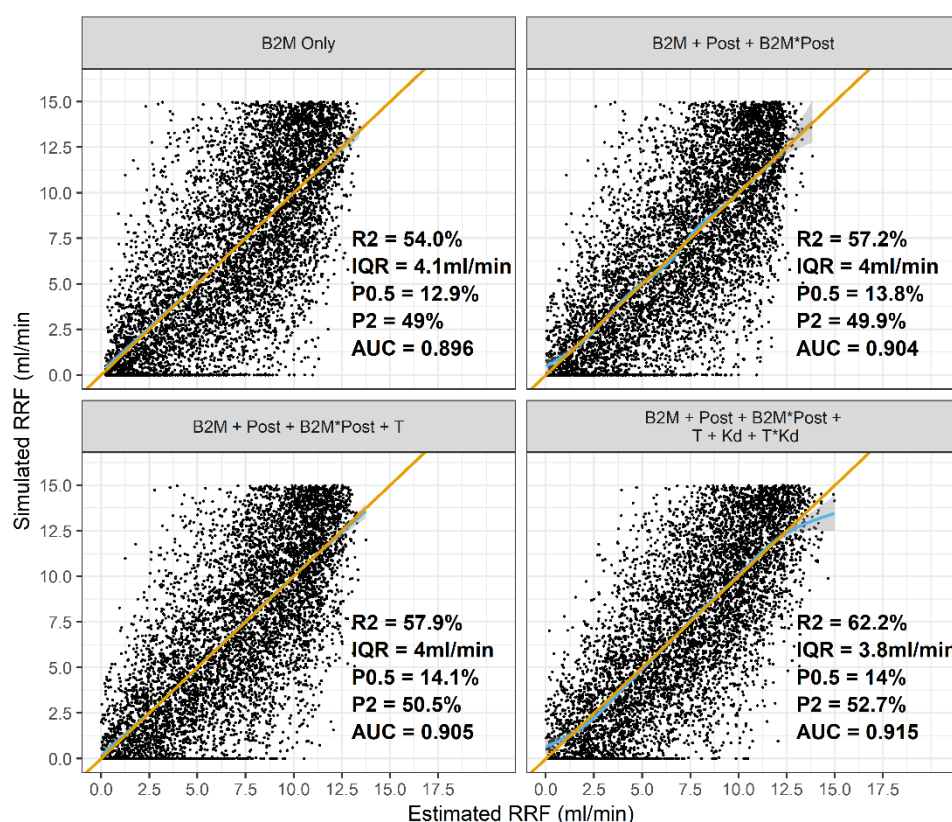 B2M Only
B2M + Post + B2M*Post
15.0
12.5
10.0
7.5
5.0
2.5
0.0
R2 = 54.0%
IQR = 4.1ml/min
P0.5 = 12.9%
P2 = 49%
AUC = 0.896
R2 = 57.2%
IQR = 4ml/min
P0.5 = 13.8%
P2 = 49.9%
AUC = 0.904
Simulated RRF (ml/min)
B2M + Post + B2M*Post + T
B2M + Post + B2M*Post +
T + Kd + T*Kd
15.0
12.5
10.0
7.5
5.0
2.5
0.0
R2 = 57.9%
IQR = 4ml/min
P0.5 = 14.1%
P2 = 50.5%
AUC = 0.905
R2 = 62.2%
IQR = 3.8ml/min
P0.5 = 14%
P2 = 52.7%
AUC = 0.915
0.0 2.5 5.0 7.5 10.0 12.5 15.0 17.5
0.0 2.5 5.0 7.5 10.0 12.5 15.0 17.5
Estimated RRF (ml/min)